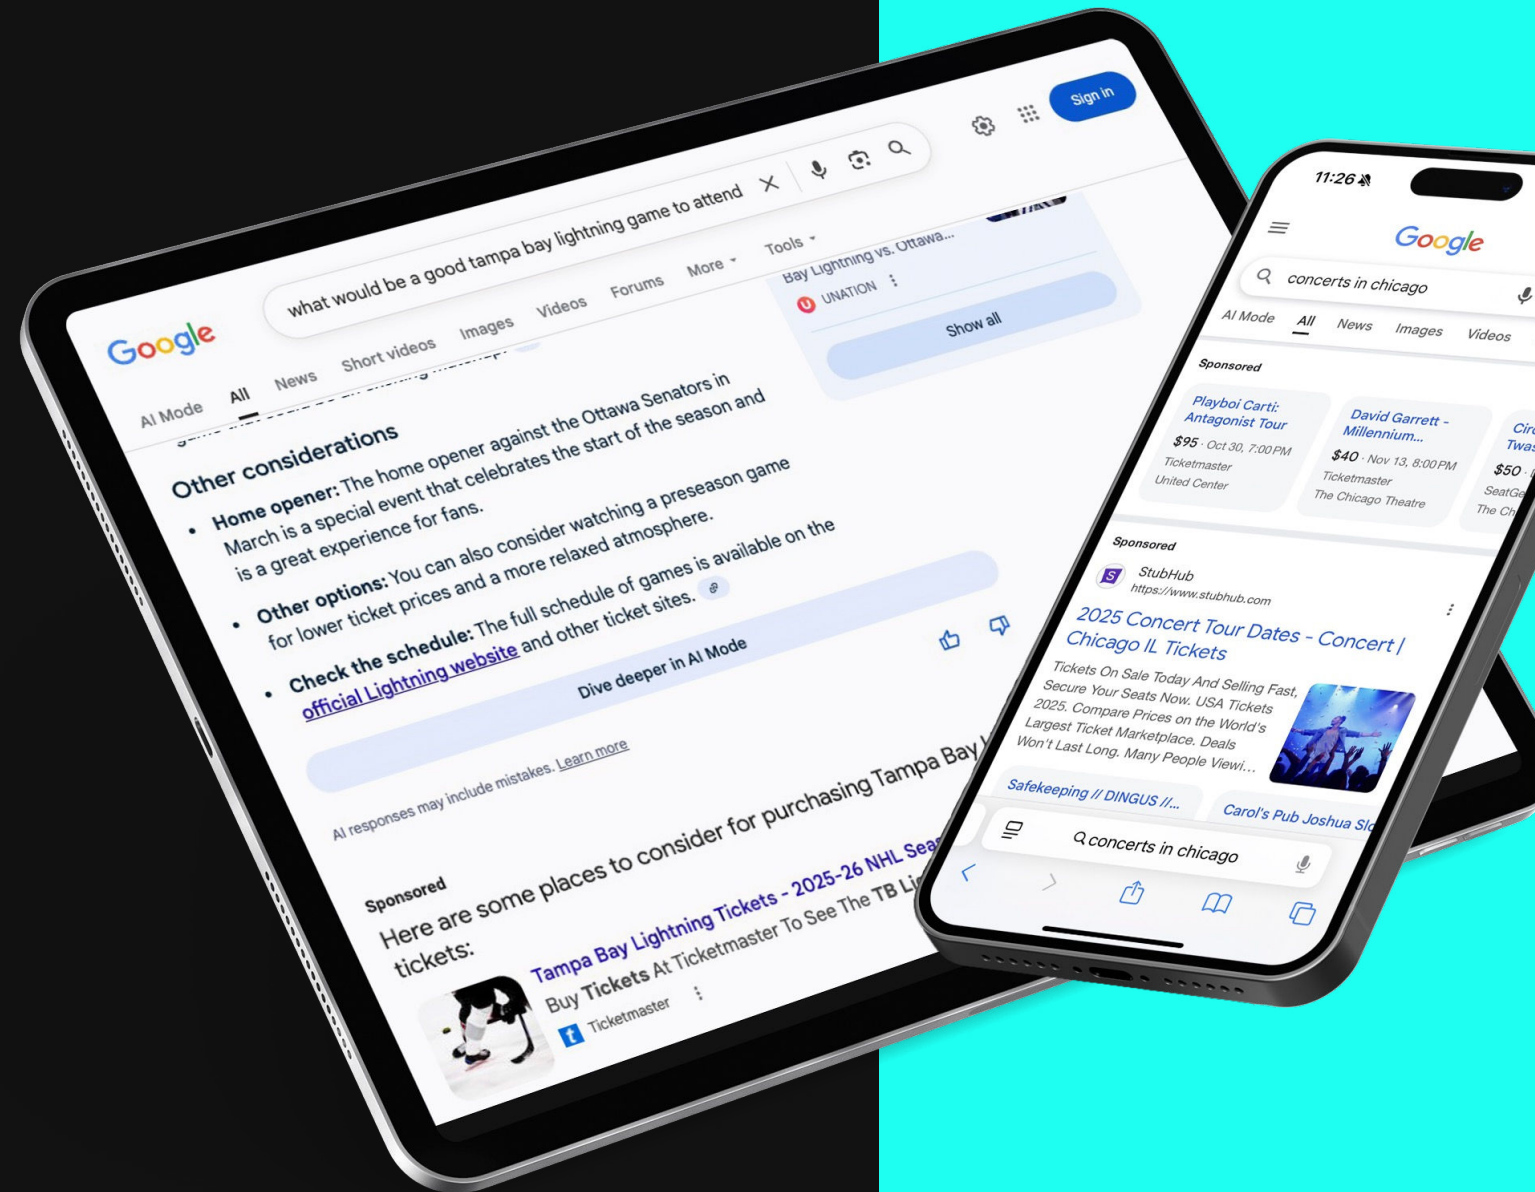 Google
what would be a good tampa bay lightning game to attend
Sign in
AI Mode
All
News
Short videos
Images
Videos
Forums
More
Tools
Bay Lightning vs. Ottawa...
UNATION
Show all
Other considerations
• Home opener: The home opener against the Ottawa Senators in
March is a special event that celebrates the start of the season and
is a great experience for fans.
• Other options: You can also consider watching a preseason game
for lower ticket prices and a more relaxed atmosphere.
• Check the schedule: The full schedule of games is available on the
official Lightning website and other ticket sites.
Dive deeper in AI Mode
AI responses may include mistakes. Learn more
Sponsored
Here are some places to consider for purchasing Tampa Bay
tickets:
Tampa Bay Lightning Tickets - 2025-26 NHL Seas
Buy Tickets At Ticketmaster To See The TB Lig
t Ticketmaster
11:26
Google
concerts in chicago
AI Mode
All
News
Images
Videos
Sponsored
Playboi Carti:
Antagonist Tour
$95 · Oct 30, 7:00 PM
Ticketmaster
United Center
David Garrett -
Millennium...
$40 · Nov 13, 8:00 PM
Ticketmaster
The Chicago Theatre
Circ
Twas
$50 ·
SeatGe
The Ch
Sponsored
S StubHub
https://www.stubhub.com
2025 Concert Tour Dates - Concert |
Chicago IL Tickets
Tickets On Sale Today And Selling Fast,
Secure Your Seats Now. USA Tickets
2025. Compare Prices on the World's
Largest Ticket Marketplace. Deals
Won't Last Long. Many People Viewi...
Safekeeping // DINGUS //...
Carol's Pub Joshua Slo
concerts in chicago